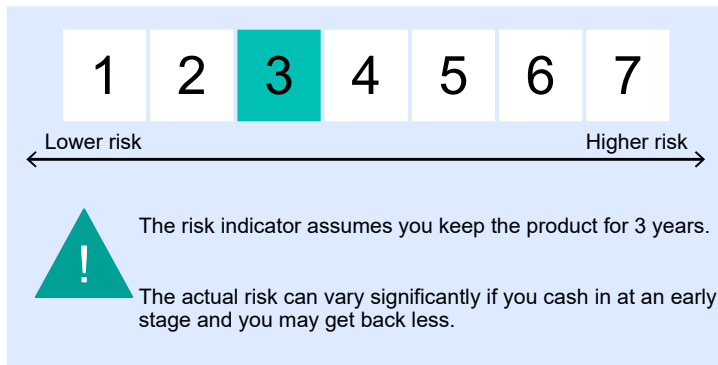 1 2 3 4 5 6 7
Lower risk Higher risk
The risk indicator assumes you keep the product for 3 years.
!
The actual risk can vary significantly if you cash in at an early
stage and you may get back less.